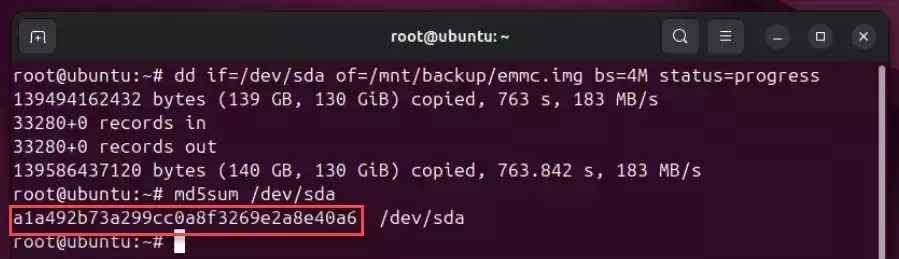 root@ubuntu: ~
root@ubuntu:~# dd if=/dev/sda of=/mnt/backup/emmc.img bs=4M status=progress
139494162432 bytes (139 GB, 130 GiB) copied, 763 s, 183 MB/s
33280+0 records in
33280+0 records out
139586437120 bytes (140 GB, 130 GiB) copied, 763.842 s, 183 MB/s
root@ubuntu:~# md5sum /dev/sda
a1a492b73a299cc0a8f3269e2a8e40a6  /dev/sda
root@ubuntu:~#